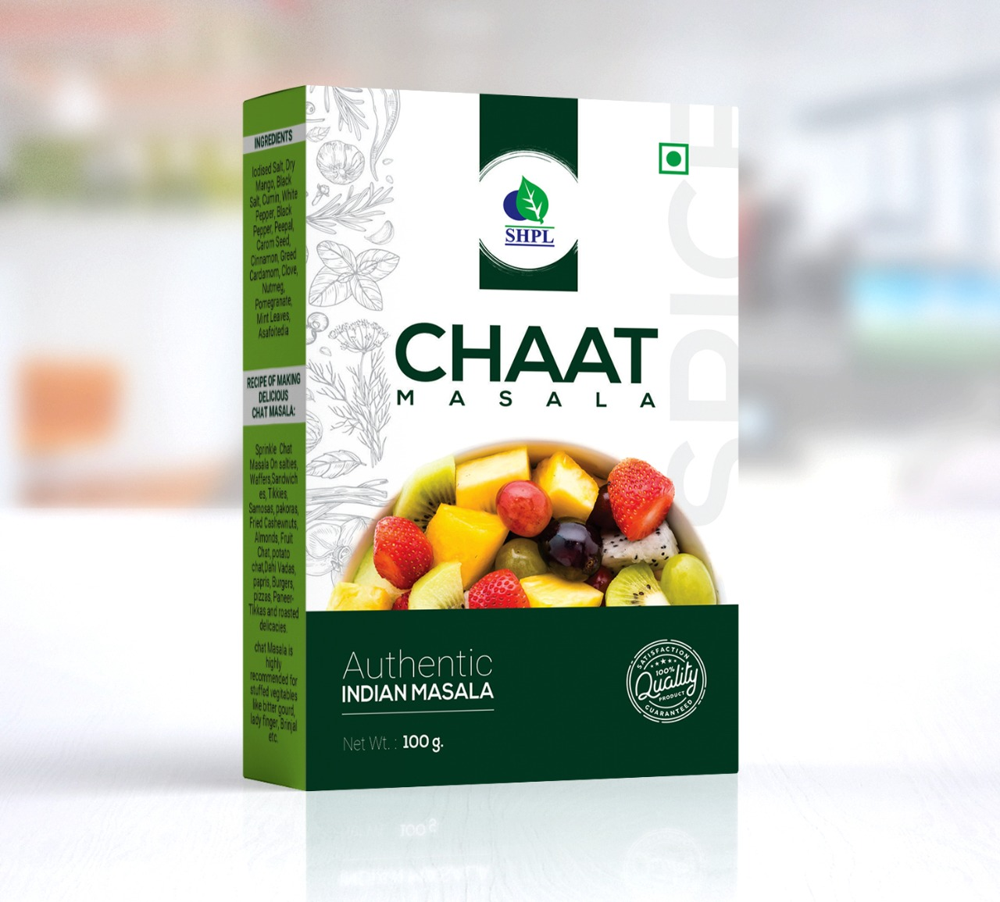 INGREDIENTS
Iodised Salt, Dry
Mango, Black
Salt, Cumin, White
Pepper, Black
Pepper, Peepal,
Carom Seed,
Cinnamon, Greed
Cardamom, Clove,
Nutmeg,
Pomegranate,
Mint Leaves,
Asafoitedia
RECIPE OF MAKING
DELICIOUS
CHAT MASALA:
Sprinkle Chat
Masala On salties,
Waffers,Sandwich
es, Tikkies,
Samosas, pakoras,
Fried Cashewnuts,
Almonds, Fruit
Chat,potato
chat,Dahi Vadas,
papris, Burgers,
pizzas, Paneer-
Tikkas and roasted
delicacies.
chat Masala is
highly
recommended for
stuffed vegitables
like bitter gourd,
lady finger, Brinjal
etc.
SHPL
SPICE
CHAAT
MASALA
Authentic
INDIAN MASALA
Net Wt. : 100 g.
SATISFACTION
100%
Quality
PRODUCT
GUARANTEED